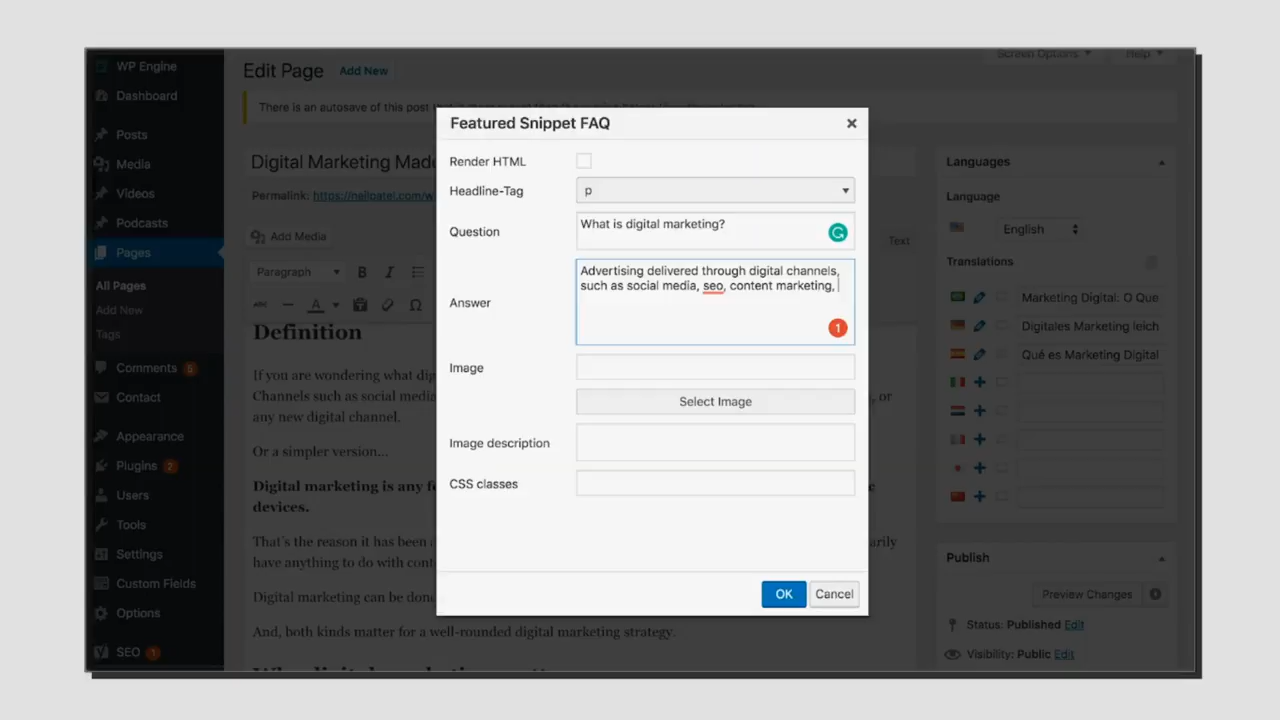 WP Engine
Dashboard
Posts
Media
Videos
Podcasts
Pages
All Pages
Add New
Tags
Comments 5
Contact
Appearance
Plugins 2
Users
Tools
Settings
Custom Fields
Options
SEO 1
Screen Options
Help
Edit Page Add New
There is an autosave of this post
Digital Marketing Made
Permalink: https://neilpatel.com/w
Add Media
Text
Paragraph B I
ABC A Ω
Definition
If you are wondering what dig
Channels such as social media
, or
any new digital channel.
Or a simpler version...
Digital marketing is any
devices.
That's the reason it has been
have anything to do with cont
Digital marketing can be done
And, both kinds matter for a well-rounded digital marketing strategy.
Featured Snippet FAQ
Render HTML
Headline-Tag p
Question What is digital marketing?
Answer
Advertising delivered through digital channels,
such as social media, seo, content marketing,
1
Image
Select Image
Image description
CSS classes
OK Cancel
Languages
Language
English
Translations
Marketing Digital: O Que
Digitales Marketing leich
Qué es Marketing Digital
Publish
Preview Changes
Status: Published Edit
Visibility: Public Edit